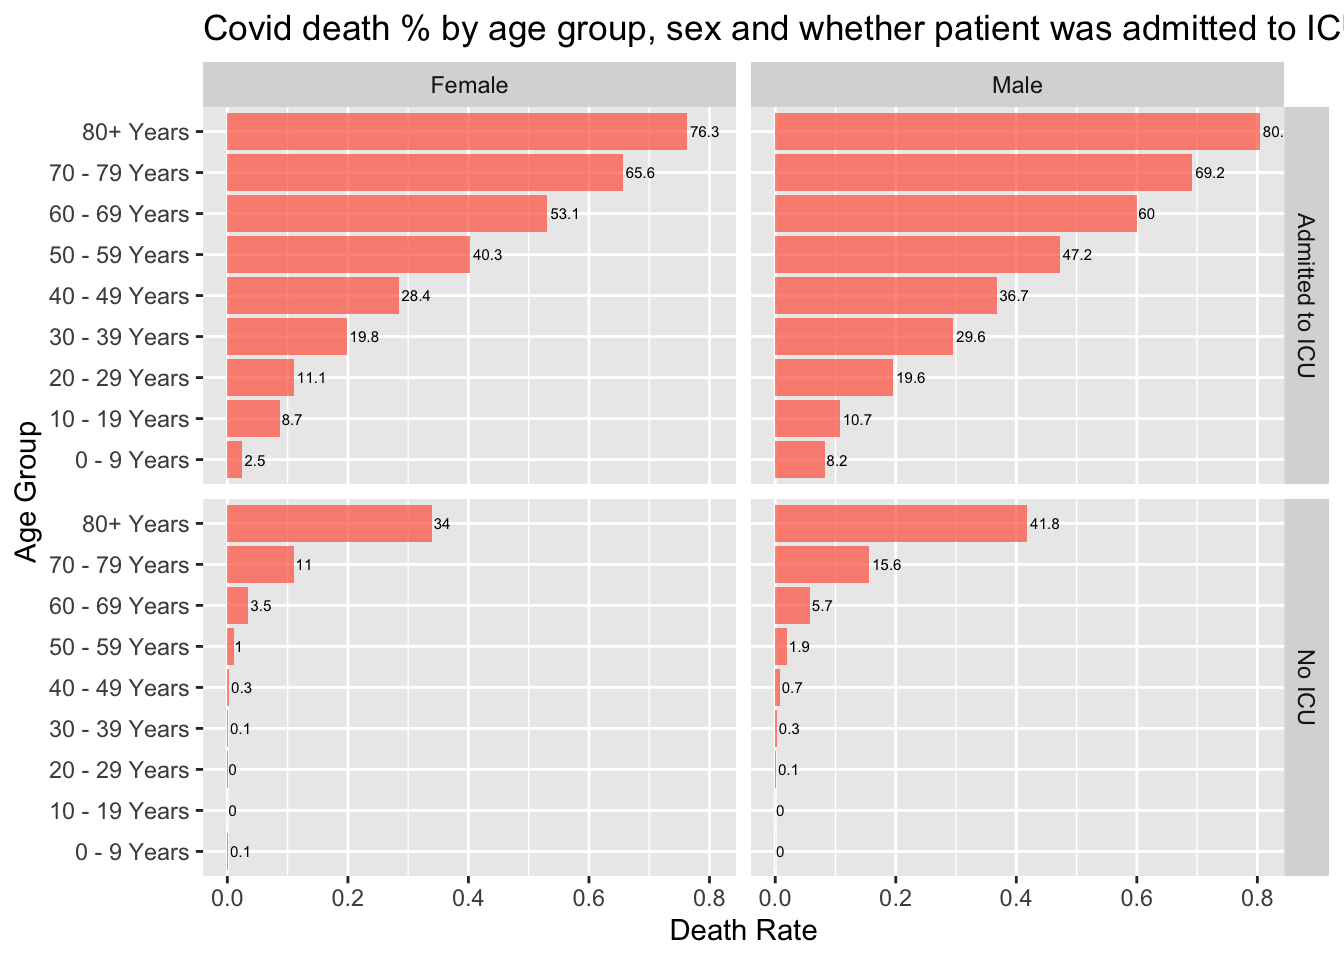 Covid death % by age group, sex and whether patient was admitted to
Female
Male
80+ Years
76.3
70 - 79 Years
65.6
69.2
60 - 69 Years
53.1
60
50 - 59 Years
40.3
47.2
40 - 49 Years
28.4
36.7
30 - 39 Years
19.8
29.6
20 - 29 Years
11.1
19.6
10 - 19 Years
8.7
10.7
0 - 9 Years
2.5
8.2
Admitted to ICU
80+ Years
34
41.8
70 - 79 Years
11
15.6
60 - 69 Years
3.5
5.7
50 - 59 Years
1
1.9
40 - 49 Years
0.3
0.7
30 - 39 Years
0.1
0.3
20 - 29 Years
0
0.1
10 - 19 Years
0
0
0 - 9 Years
0.1
0
No ICU
Age Group
0.0 0.2 0.4 0.6 0.8
0.0 0.2 0.4 0.6 0.8
Death Rate